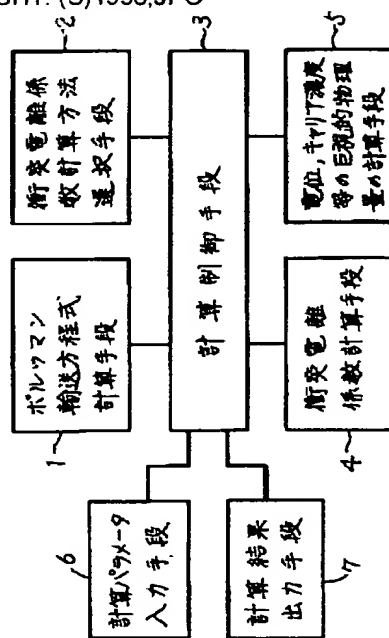 (C)1993,JPO
ボルツマン
輸送方程式
計算手段
1
衝突電離係
数計算方法
選択手段
2
計算制御手段
3
衝突電離
係数計算手段
4
電位,キャリア濃度
等の巨視的物理
量の計算手段
5
計算パラメータ
入力手段
6
計算結果
出力手段
7